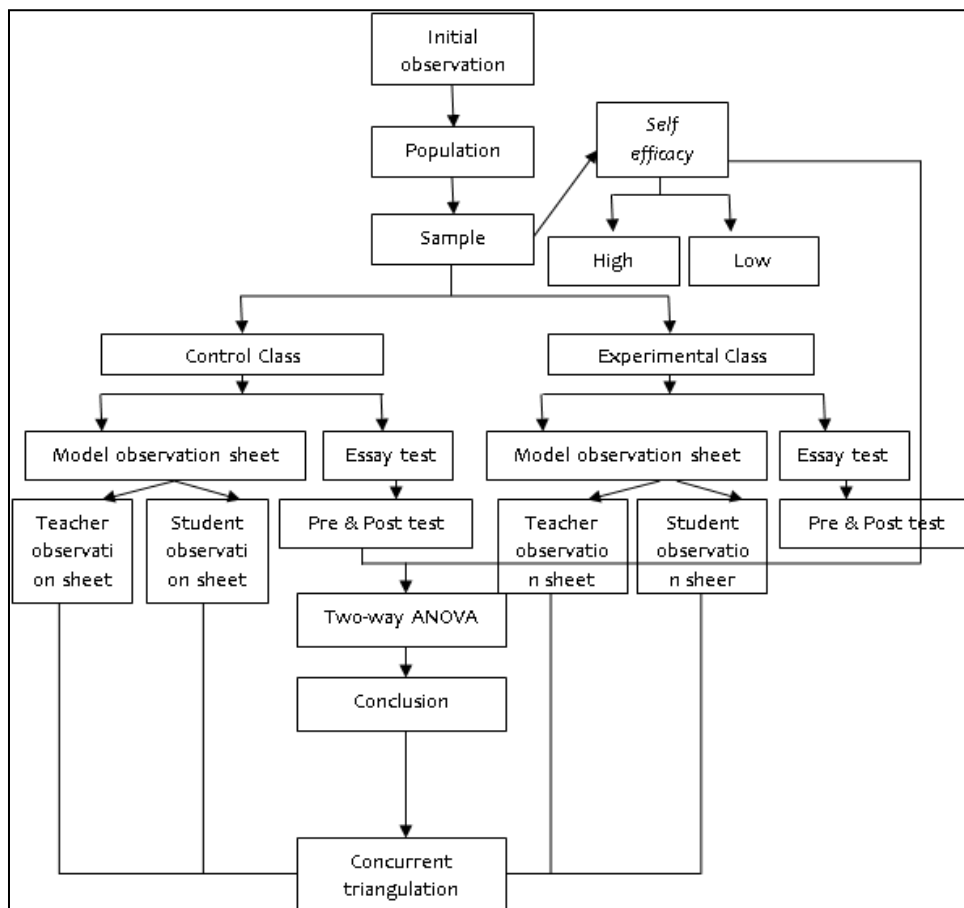 Initial
observation
Self
efficacy
Population
Sample
High
Low
Control Class
Experimental Class
Model observation sheet
Essay test
Model observation sheet
Essay test
Teacher
observati
on sheet
Student
observati
on sheet
Pre & Post test
Teacher
observatio
n sheet
Student
observatio
n sheer
Pre & Post test
Two-way ANOVA
Conclusion
Concurrent
triangulation